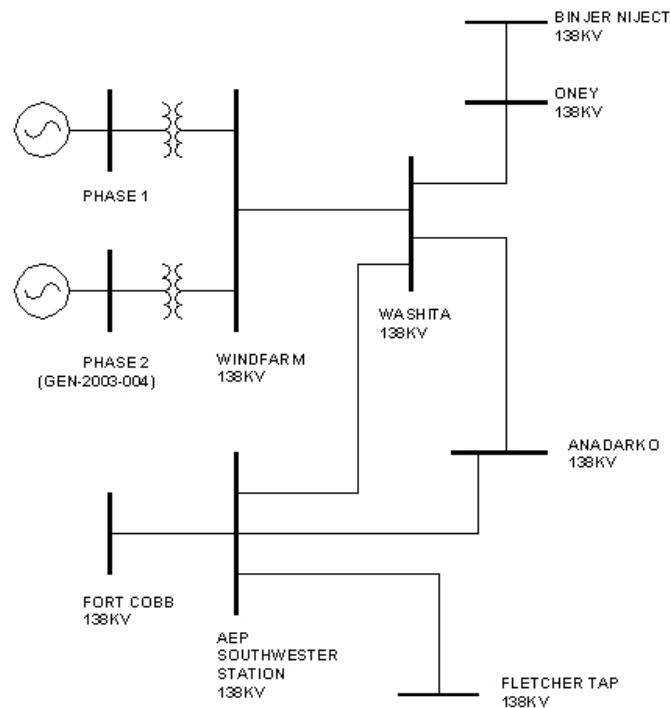 BINJER NIJECT
138KV
ONEY
138KV
PHASE 1
WASHITA
138KV
PHASE 2
(GEN-2003-004)
WINDFARM
138KV
ANADARKO
138KV
FORT COBB
138KV
AEP
SOUTHWESTER
STATION
138KV
FLETCHER TAP
138KV